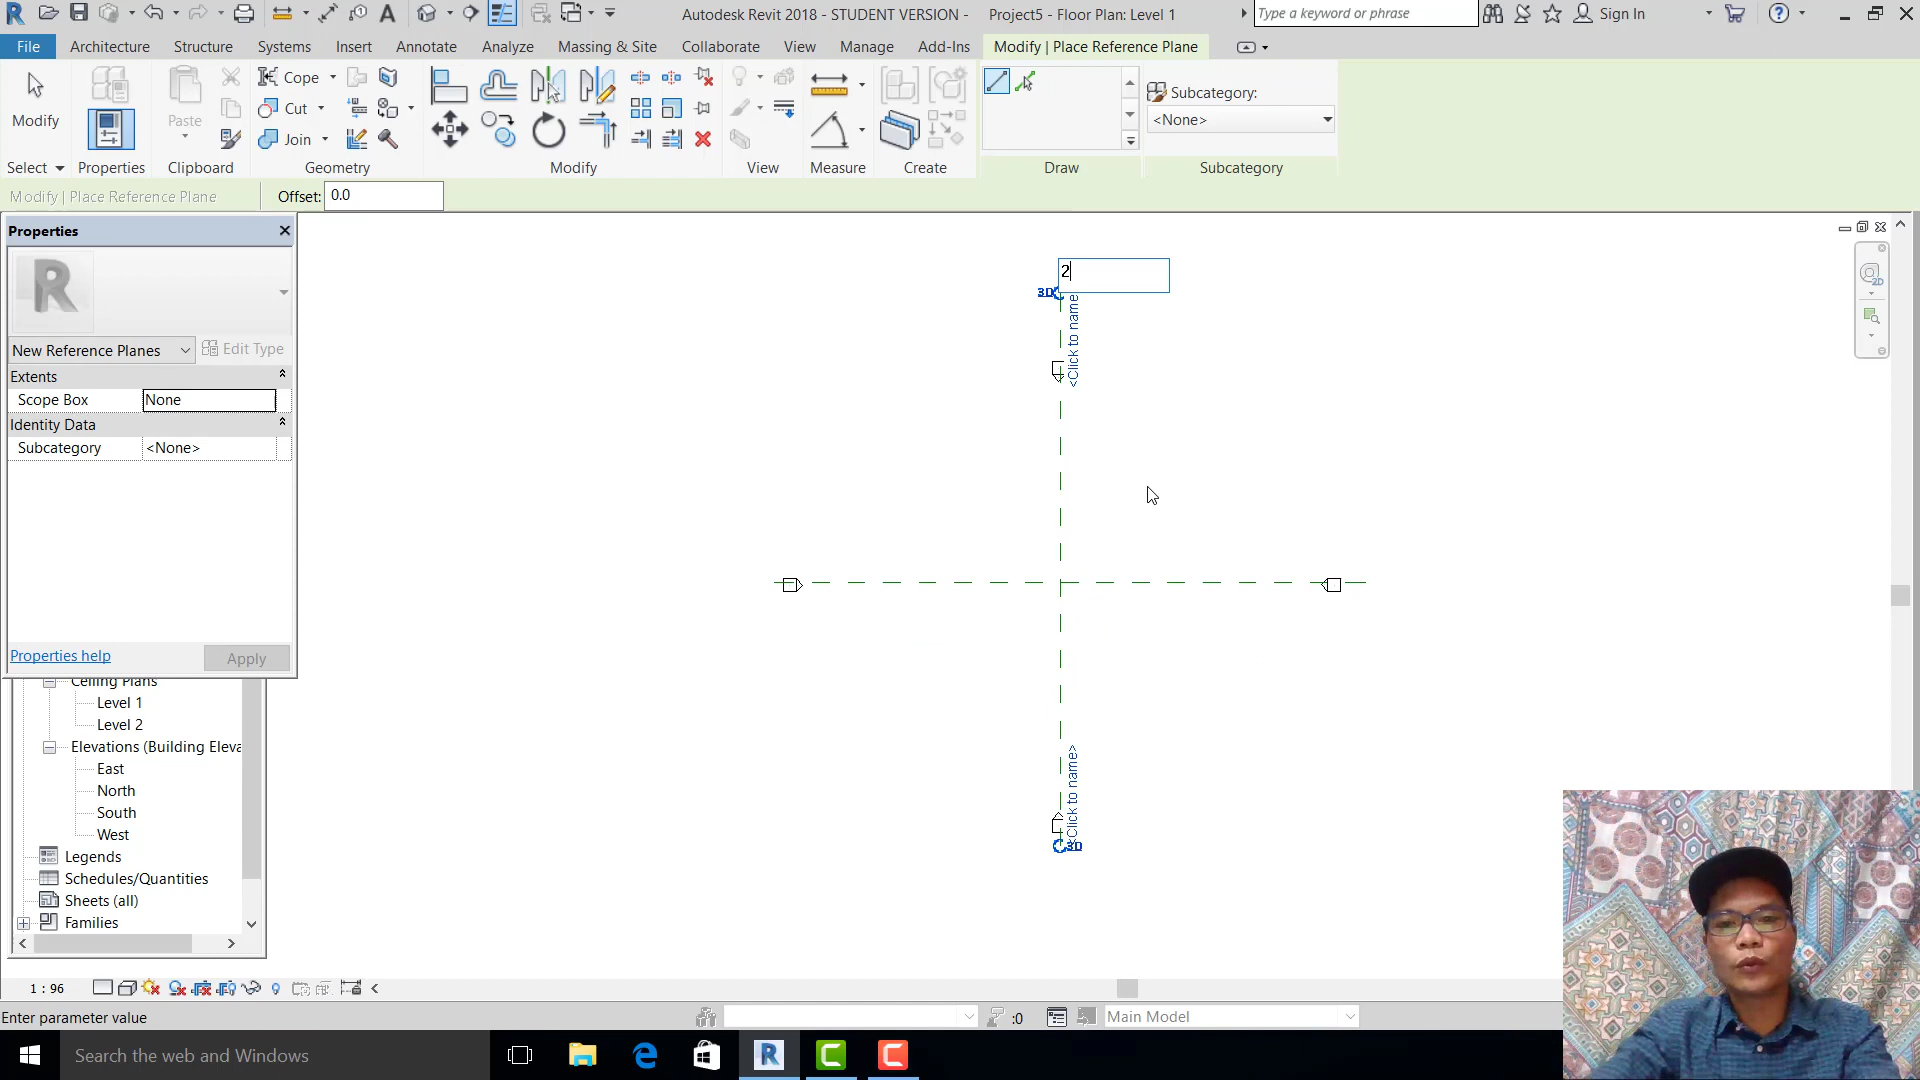 Autodesk Revit 2018 - STUDENT VERSION - Project5 - Floor Plan: Level 1
Type a keyword or phrase
Sign In
File Architecture Structure Systems Insert Annotate Analyze Massing & Site Collaborate View Manage Add-Ins Modify | Place Reference Plane
Modify
Paste
Cope
Cut
Join
Subcategory:
<None>
Select Properties Clipboard Geometry Modify View Measure Create Draw Subcategory
Modify | Place Reference Plane
Offset: 0.0
Properties
New Reference Planes
Edit Type
Extents
Scope Box None
Identity Data
Subcategory <None>
Properties help
Apply
Ceiling Plans
Level 1
Level 2
Elevations (Building Eleva
East
North
South
West
Legends
Schedules/Quantities
Sheets (all)
Families
2
3D
<Click to name
<Click to name>
3D
2D
1 : 96
Enter parameter value
:0
Main Model
Search the web and Windows